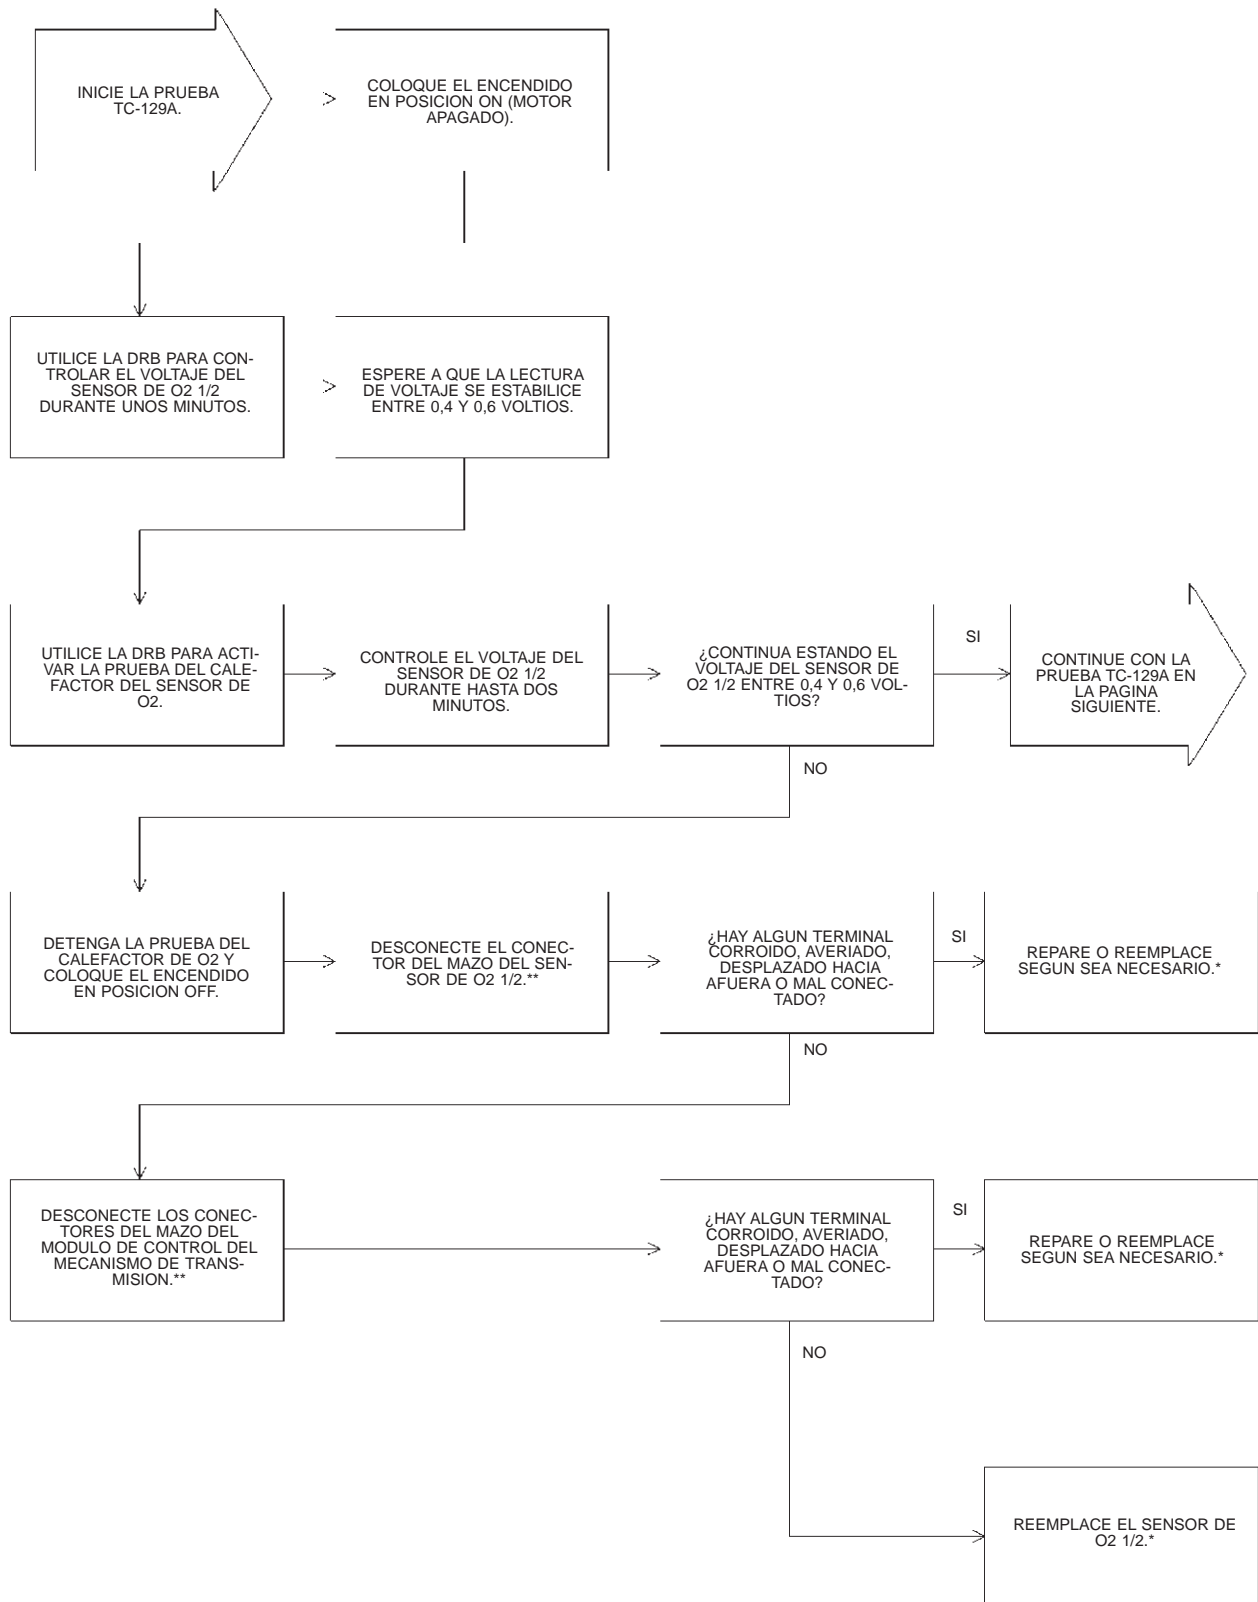 INICIE LA PRUEBA
TC-129A.
COLOQUE EL ENCENDIDO
EN POSICION ON (MOTOR
APAGADO).
UTILICE LA DRB PARA CON-
TROLAR EL VOLTAJE DEL
SENSOR DE O2 1/2
DURANTE UNOS MINUTOS.
ESPERE A QUE LA LECTURA
DE VOLTAJE SE ESTABILICE
ENTRE 0,4 Y 0,6 VOLTIOS.
UTILICE LA DRB PARA ACTI-
VAR LA PRUEBA DEL CALE-
FACTOR DEL SENSOR DE
O2.
CONTROLE EL VOLTAJE DEL
SENSOR DE O2 1/2
DURANTE HASTA DOS
MINUTOS.
¿CONTINUA ESTANDO EL
VOLTAJE DEL SENSOR DE
O2 1/2 ENTRE 0,4 Y 0,6 VOL-
TIOS?
SI
CONTINUE CON LA
PRUEBA TC-129A EN
LA PAGINA
SIGUIENTE.
NO
DETENGA LA PRUEBA DEL
CALEFACTOR DE O2 Y
COLOQUE EL ENCENDIDO
EN POSICION OFF.
DESCONECTE EL CONEC-
TOR DEL MAZO DEL SEN-
SOR DE O2 1/2.**
¿HAY ALGUN TERMINAL
CORROIDO, AVERIADO,
DESPLAZADO HACIA
AFUERA O MAL CONEC-
TADO?
SI
REPARE O REEMPLACE
SEGUN SEA NECESARIO.*
NO
DESCONECTE LOS CONEC-
TORES DEL MAZO DEL
MODULO DE CONTROL DEL
MECANISMO DE TRANS-
MISION.**
¿HAY ALGUN TERMINAL
CORROIDO, AVERIADO,
DESPLAZADO HACIA
AFUERA O MAL CONEC-
TADO?
SI
REPARE O REEMPLACE
SEGUN SEA NECESARIO.*
NO
REEMPLACE EL SENSOR DE
O2 1/2.*